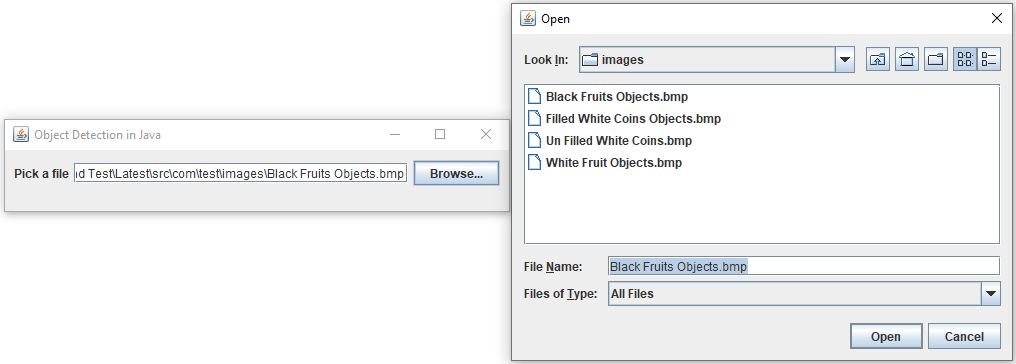 Object Detection in Java
Pick a file
d Test\Latest\src\com\test\images\Black Fruits Objects.bmp
Browse...
Open
Look In:
images
Black Fruits Objects.bmp
Filled White Coins Objects.bmp
Un Filled White Coins.bmp
White Fruit Objects.bmp
File Name:
Black Fruits Objects.bmp
Files of Type:
All Files
Open
Cancel